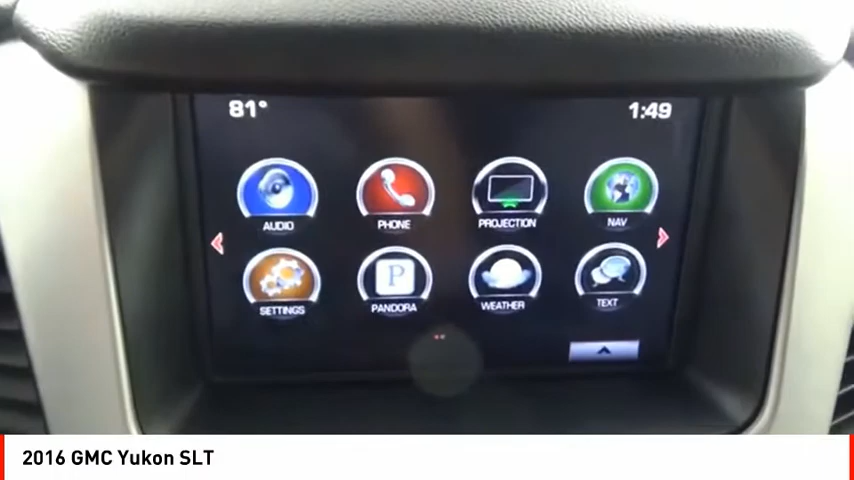 81° 1:49
AUDIO PHONE PROJECTION NAV
P
SETTINGS PANDORA WEATHER TEXT
2016 GMC Yukon SLT